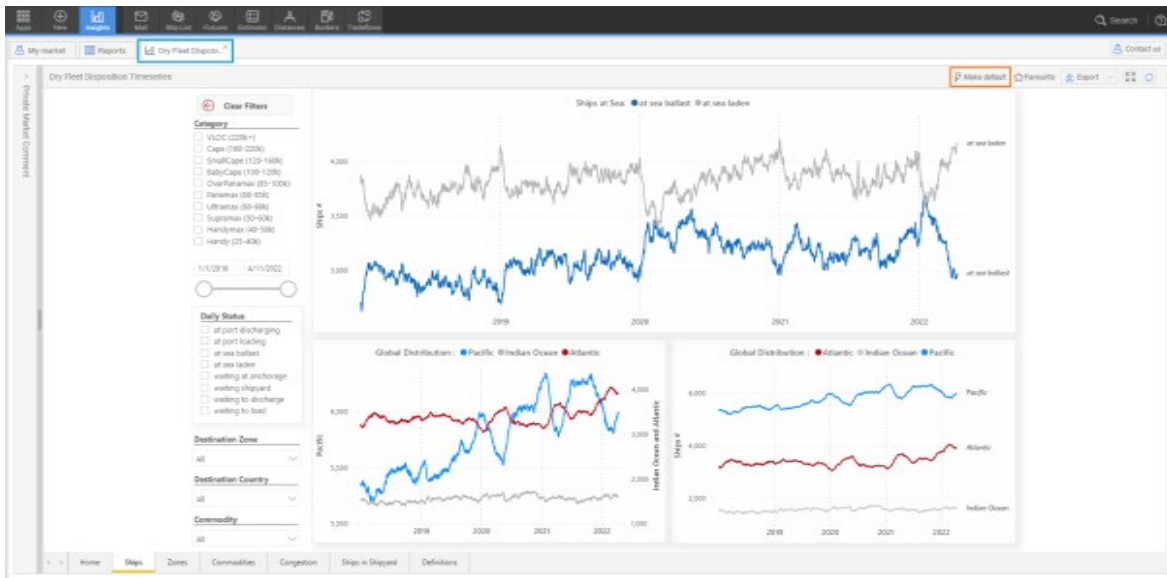 Apps New Insights Mail Ship List Fixtures Estimator Distances Bunkers Tradeflows Search
My market Reports Dry Fleet Disposi.. Contact us
Dry Fleet Disposition Timeseries Make default Favourite Export
Private Market Comment
Clear Filters
Category
VLOC (220k+)
Cape (160-220k)
SmallCape (120-160k)
BabyCape (100-120k)
OverPanamax (85-100k)
Panamax (68-85k)
Ultramax (60-68k)
Supramax (50-60k)
Handymax (40-50k)
Handy (25-40k)
1/1/2018 4/11/2022
Daily Status
at port discharging
at port loading
at sea ballast
at sea laden
waiting at anchorage
waiting shipyard
waiting to discharge
waiting to load
Destination Zone
All
Destination Country
All
Commodity
All
Ships at Sea: at sea ballast at sea laden
Ships #
4,000
3,500
3,000
at sea laden
at sea ballast
2019 2020 2021 2022
Global Distribution : Pacific Indian Ocean Atlantic
Pacific
6,000
5,500
5,000
4,000
3,000
2,000
1,000
Indian Ocean and Atlantic
2019 2020 2021 2022
Global Distribution : Atlantic Indian Ocean Pacific
Ships #
6,000
4,000
2,000
Pacific
Atlantic
Indian Ocean
2019 2020 2021 2022
Home Ships Zones Commodities Congestion Ships in Shipyard Definitions